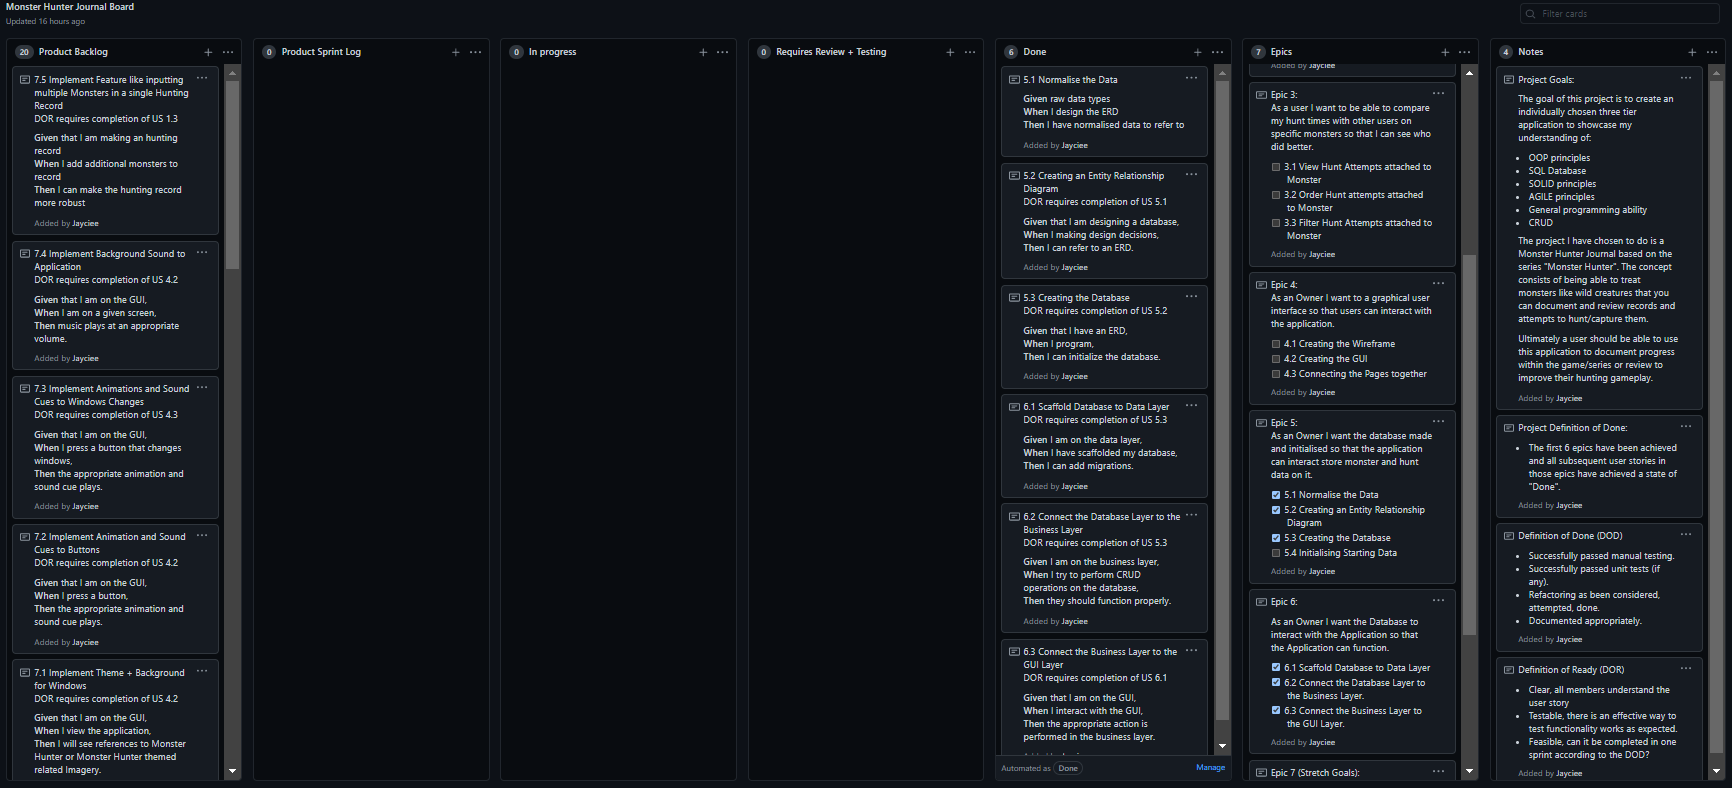 Monster Hunter Journal Board
Updated 16 hours ago
Filter cards
20 Product Backlog
7.5 Implement Feature like inputting
multiple Monsters in a single Hunting
Record
DOR requires completion of US 1.3
Given that I am making an hunting
record
When I add additional monsters to
record
Then I can make the hunting record
more robust
Added by Jayciee
7.4 Implement Background Sound to
Application
DOR requires completion of US 4.2
Given that I am on the GUI,
When I am on a given screen,
Then music plays at an appropriate
volume.
Added by Jayciee
7.3 Implement Animations and Sound
Cues to Windows Changes
DOR requires completion of US 4.3
Given that I am on the GUI,
When I press a button that changes
windows,
Then the appropriate animation and
sound cue plays.
Added by Jayciee
7.2 Implement Animation and Sound
Cues to Buttons
DOR requires completion of US 4.2
Given that I am on the GUI,
When I press a button,
Then the appropriate animation and
sound cue plays.
Added by Jayciee
7.1 Implement Theme + Background
for Windows
DOR requires completion of US 4.2
Given that I am on the GUI,
When I view the application,
Then I will see references to Monster
Hunter or Monster Hunter themed
related Imagery.
0 Product Sprint Log
0 In progress
0 Requires Review + Testing
6 Done
5.1 Normalise the Data
Given raw data types
When I design the ERD
Then I have normalised data to refer to
Added by Jayciee
5.2 Creating an Entity Relationship
Diagram
DOR requires completion of US 5.1
Given that I am designing a database,
When I making design decisions,
Then I can refer to an ERD.
Added by Jayciee
5.3 Creating the Database
DOR requires completion of US 5.2
Given that I have an ERD,
When I program,
Then I can initialize the database.
Added by Jayciee
6.1 Scaffold Database to Data Layer
DOR requires completion of US 5.3
Given I am on the data layer,
When I have scaffolded my database,
Then I can add migrations.
Added by Jayciee
6.2 Connect the Database Layer to the
Business Layer
DOR requires completion of US 5.3
Given I am on the business layer,
When I try to perform CRUD
operations on the database,
Then they should function properly.
Added by Jayciee
6.3 Connect the Business Layer to the
GUI Layer
DOR requires completion of US 6.1
Given that I am on the GUI,
When I interact with the GUI,
Then the appropriate action is
performed in the business layer.
Automated as Done
Manage
7 Epics
Added by Jayciee
Epic 3:
As a user I want to be able to compare
my hunt times with other users on
specific monsters so that I can see who
did better.
3.1 View Hunt Attempts attached to
Monster
3.2 Order Hunt attempts attached
to Monster
3.3 Filter Hunt Attempts attached to
Monster
Added by Jayciee
Epic 4:
As an Owner I want to a graphical user
interface so that users can interact with
the application.
4.1 Creating the Wireframe
4.2 Creating the GUI
4.3 Connecting the Pages together
Added by Jayciee
Epic 5:
As an Owner I want the database made
and initialised so that the application
can interact store monster and hunt
data on it.
5.1 Normalise the Data
5.2 Creating an Entity Relationship
Diagram
5.3 Creating the Database
5.4 Initialising Starting Data
Added by Jayciee
Epic 6:
As an Owner I want the Database to
interact with the Application so that
the Application can function.
6.1 Scaffold Database to Data Layer
6.2 Connect the Database Layer to
the Business Layer.
6.3 Connect the Business Layer to
the GUI Layer.
Added by Jayciee
Epic 7 (Stretch Goals):
4 Notes
Project Goals:
The goal of this project is to create an
individually chosen three tier
application to showcase my
understanding of:
• OOP principles
• SQL Database
• SOLID principles
• AGILE principles
• General programming ability
• CRUD
The project I have chosen to do is a
Monster Hunter Journal based on the
series "Monster Hunter". The concept
consists of being able to treat
monsters like wild creatures that you
can document and review records and
attempts to hunt/capture them.
Ultimately a user should be able to use
this application to document progress
within the game/series or review to
improve their hunting gameplay.
Added by Jayciee
Project Definition of Done:
• The first 6 epics have been achieved
and all subsequent user stories in
those epics have achieved a state of
"Done".
Added by Jayciee
Definition of Done (DOD)
• Successfully passed manual testing.
• Successfully passed unit tests (if
any).
• Refactoring as been considered,
attempted, done.
• Documented appropriately.
Added by Jayciee
Definition of Ready (DOR)
• Clear, all members understand the
user story
• Testable, there is an effective way to
test functionality works as expected.
• Feasible, can it be completed in one
sprint according to the DOD?
Added by Jayciee